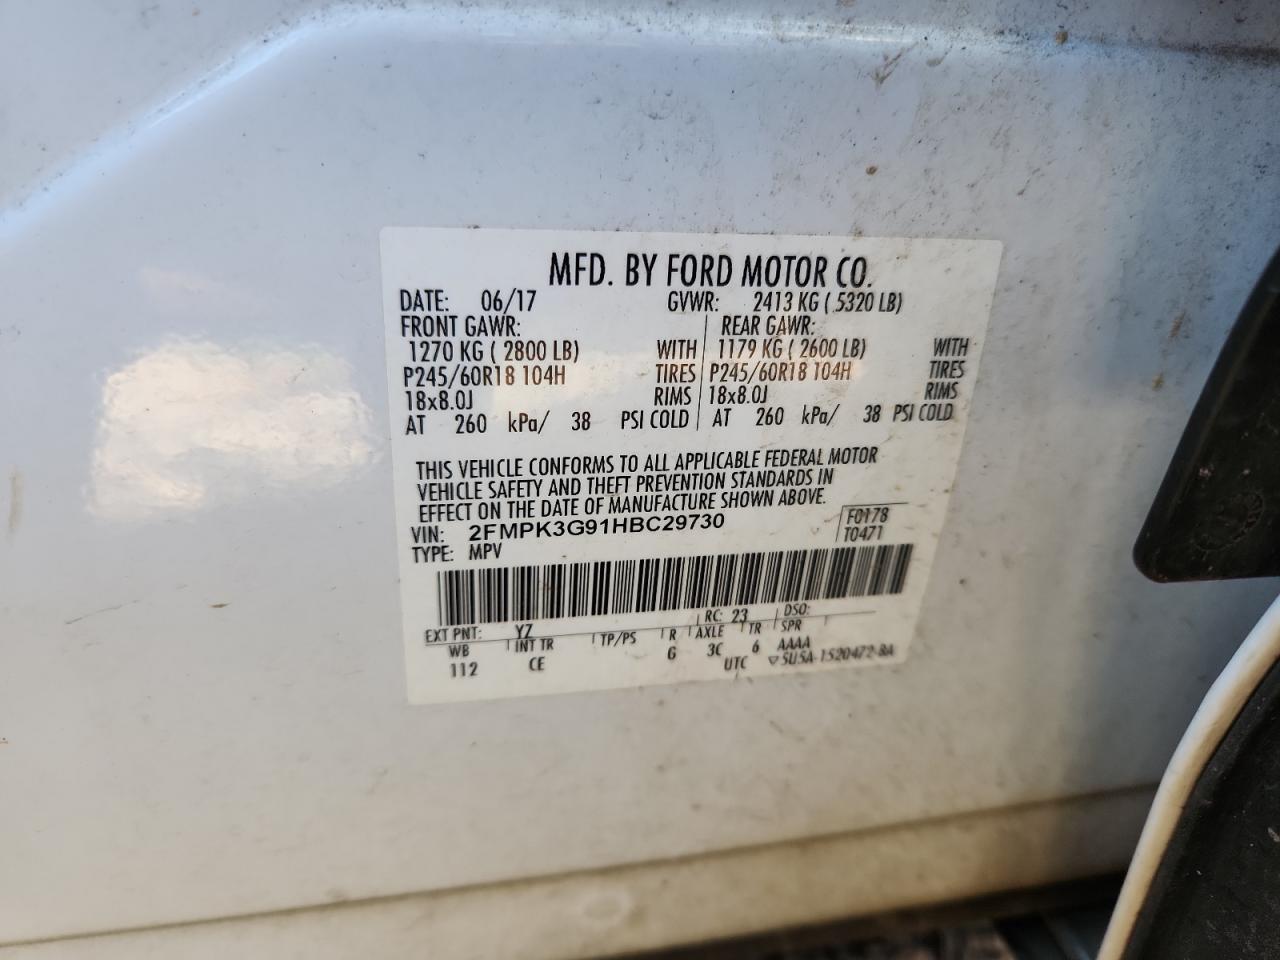 MFD. BY FORD MOTOR CO.
DATE: 06/17 GVWR: 2413 KG ( 5320 LB)
FRONT GAWR: REAR GAWR:
1270 KG ( 2800 LB) WITH 1179 KG ( 2600 LB) WITH
P245/60R18 104H TIRES P245/60R18 104H TIRES
18x8.0J RIMS 18x8.0J RIMS
AT 260 kPa/ 38 PSI COLD AT 260 kPa/ 38 PSI COLD
THIS VEHICLE CONFORMS TO ALL APPLICABLE FEDERAL MOTOR
VEHICLE SAFETY AND THEFT PREVENTION STANDARDS IN
EFFECT ON THE DATE OF MANUFACTURE SHOWN ABOVE.
VIN: 2FMPK3G91HBC29730 F0178
TYPE: MPV T0471
EXT PNT: YZ RC: 23 DSO:
WB INT TR TP/PS R AXLE TR SPR
112 CE G 3C 6 AAAA
UTC ▽5U5A-1520472-BA